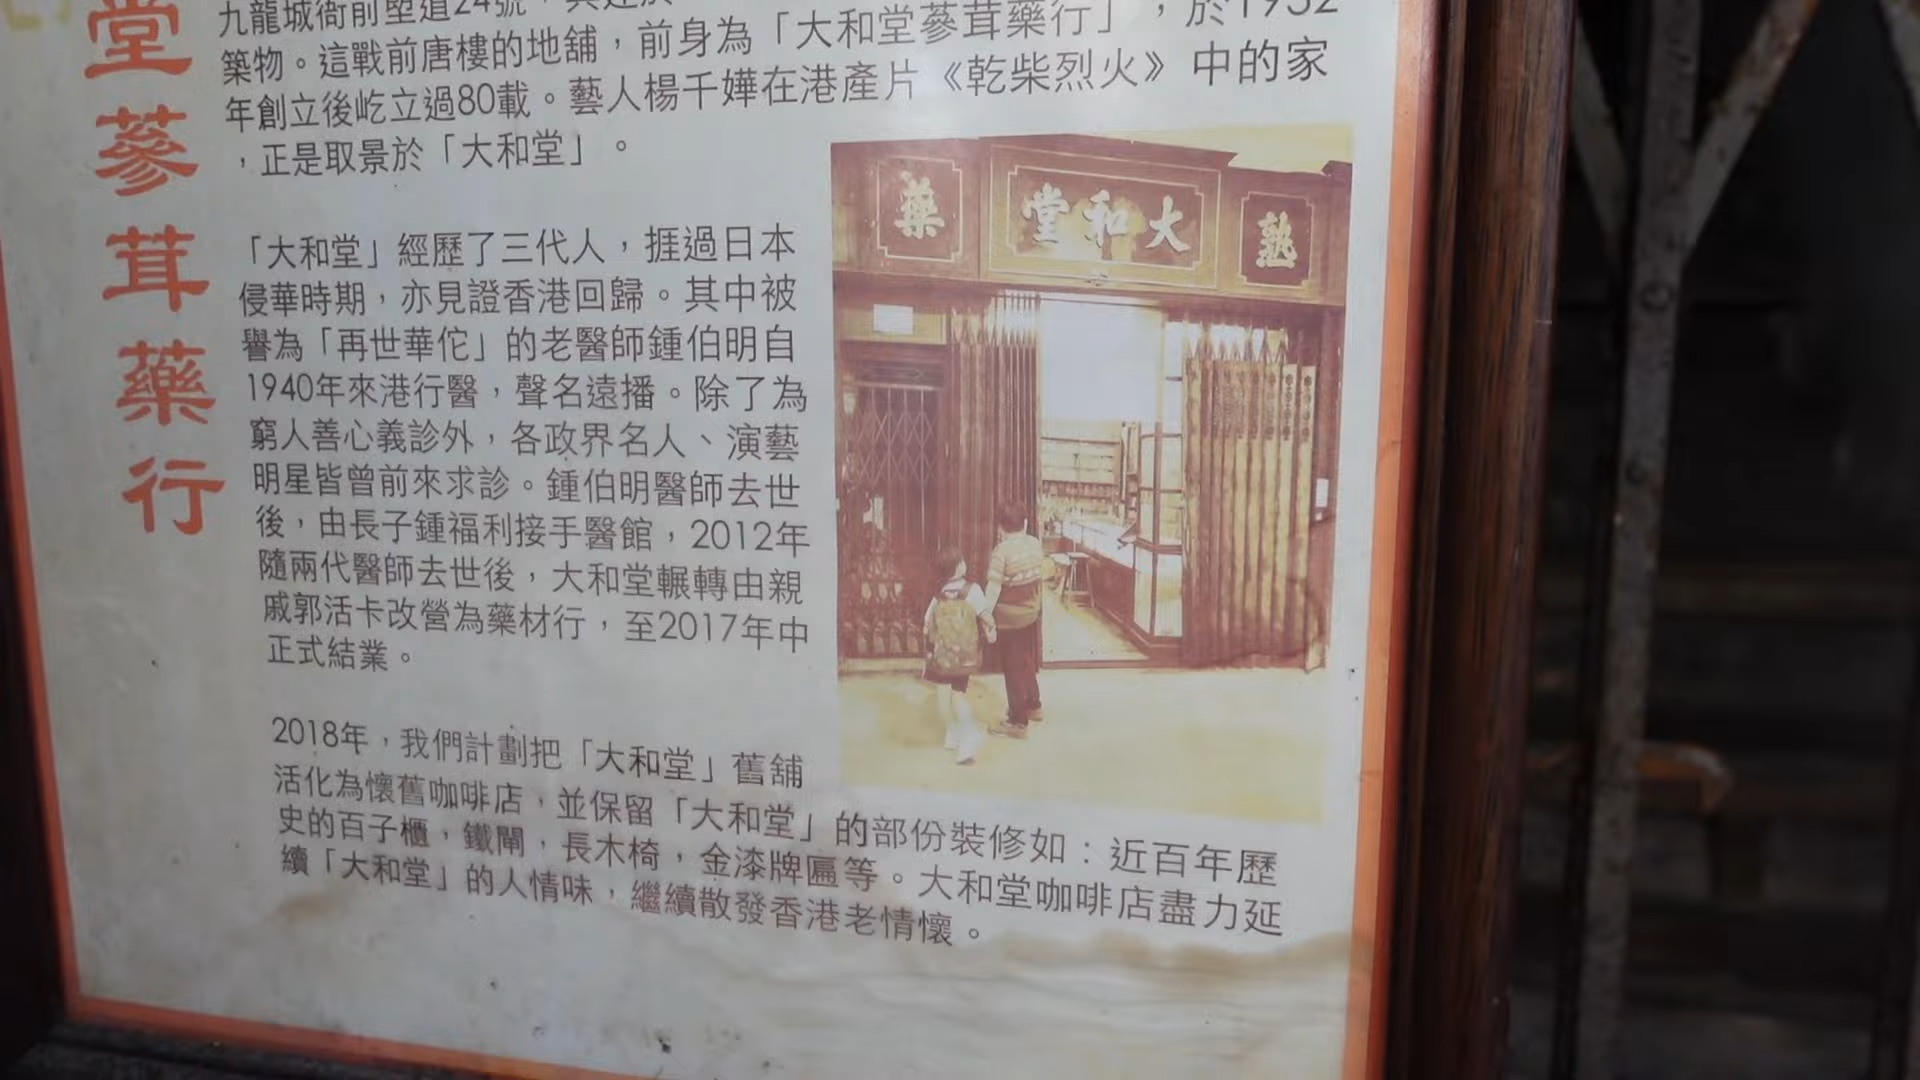 堂蔘茸藥行
九龍城衙前塱道24號
築物。這戰前唐樓的地舖，前身為「大和堂蔘茸藥行」，於1932
年創立後屹立過80載。藝人楊千嬅在港產片《乾柴烈火》中的家
，正是取景於「大和堂」。
「大和堂」經歷了三代人，捱過日本
侵華時期，亦見證香港回歸。其中被
譽為「再世華佗」的老醫師鍾伯明自
1940年來港行醫，聲名遠播。除了為
窮人善心義診外，各政界名人、演藝
明星皆曾前來求診。鍾伯明醫師去世
後，由長子鍾福利接手醫館，2012年
隨兩代醫師去世後，大和堂輾轉由親
戚郭活卡改營為藥材行，至2017年中
正式結業。
藥
堂和大
熟
2018年，我們計劃把「大和堂」舊舖
活化為懷舊咖啡店，並保留「大和堂」的部份裝修如：近百年歷
史的百子櫃，鐵閘，長木椅，金漆牌匾等。大和堂咖啡店盡力延
續「大和堂」的人情味，繼續散發香港老情懷。